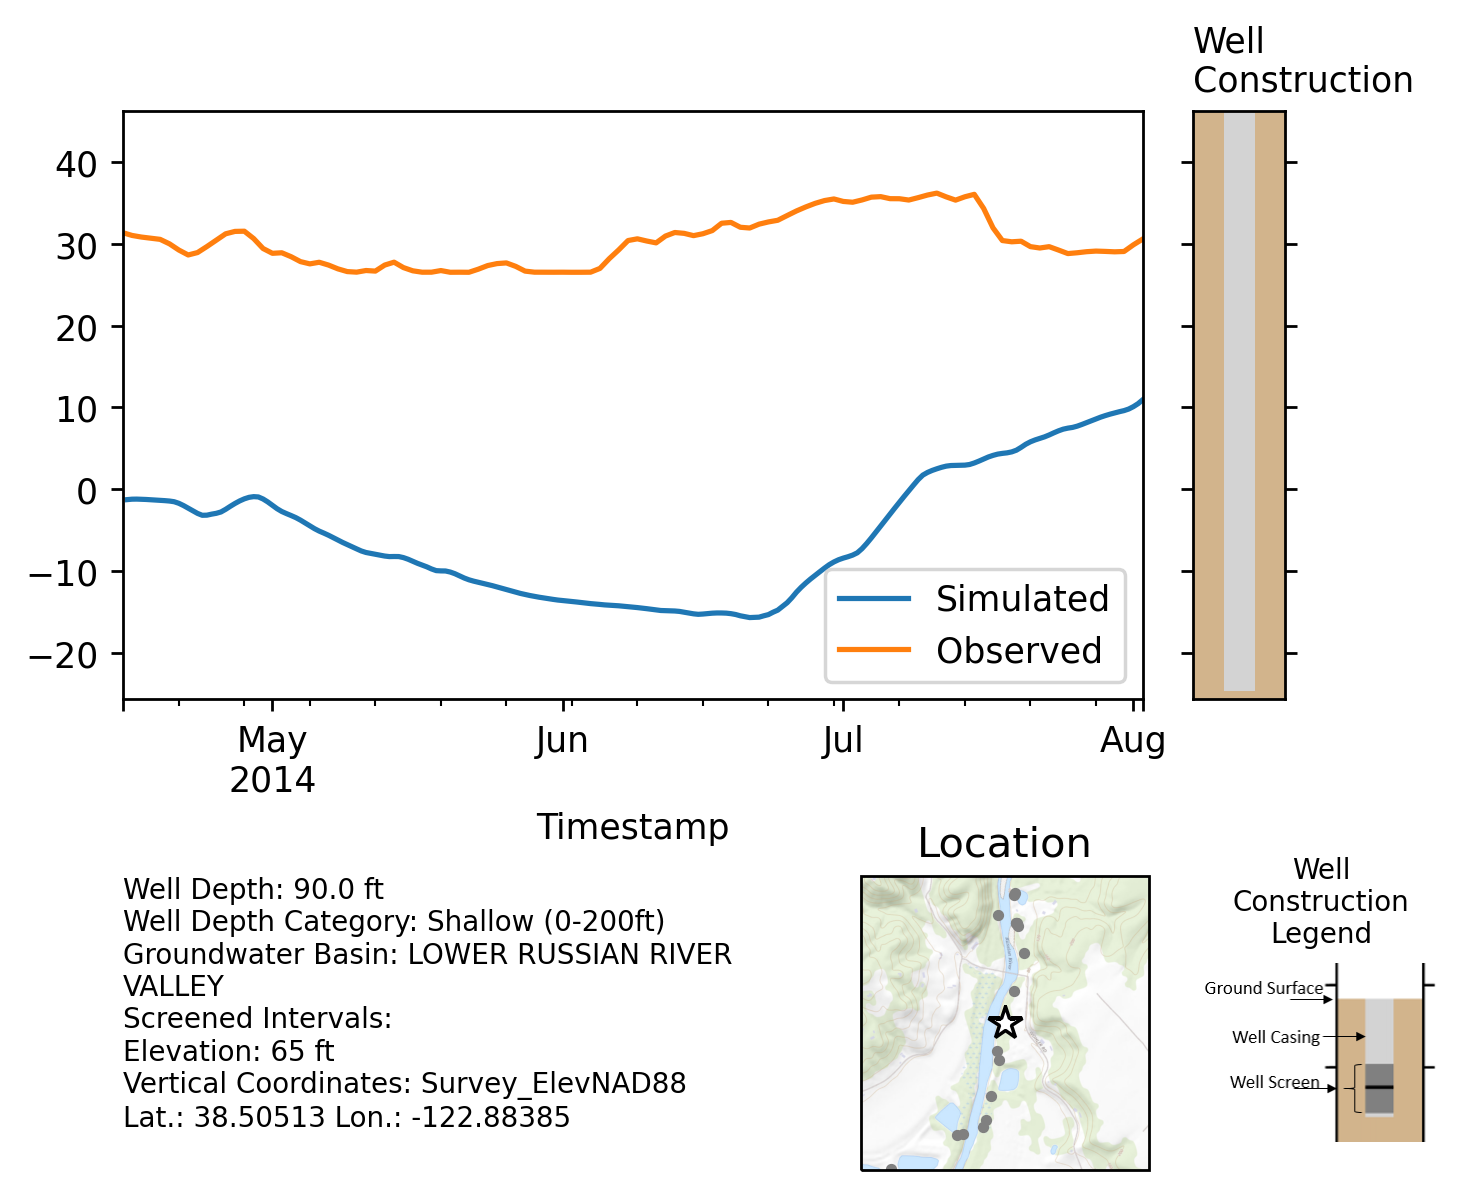 Well
Construction
40
30
20
10
0
−10
−20
Simulated
Observed
May
2014
Jun
Jul
Aug
Timestamp
Well Depth: 90.0 ft
Well Depth Category: Shallow (0-200ft)
Groundwater Basin: LOWER RUSSIAN RIVER
VALLEY
Screened Intervals:
Elevation: 65 ft
Vertical Coordinates: Survey_ElevNAD88
Lat.: 38.50513 Lon.: -122.88385
Location
Well
Construction
Legend
Ground Surface
Well Casing
Well Screen